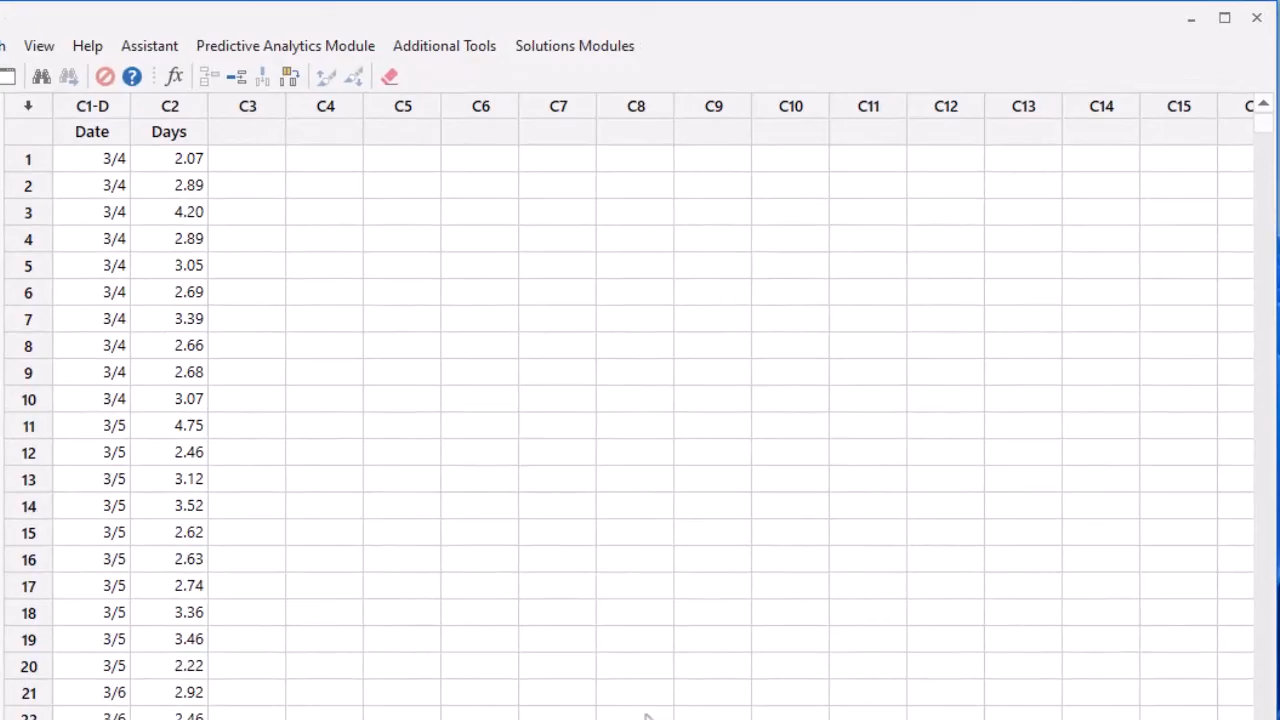 View Help Assistant Predictive Analytics Module Additional Tools Solutions Modules
fx
C1-D C2 C3 C4 C5 C6 C7 C8 C9 C10 C11 C12 C13 C14 C15
Date Days
1 3/4 2.07
2 3/4 2.89
3 3/4 4.20
4 3/4 2.89
5 3/4 3.05
6 3/4 2.69
7 3/4 3.39
8 3/4 2.66
9 3/4 2.68
10 3/4 3.07
11 3/5 4.75
12 3/5 2.46
13 3/5 3.12
14 3/5 3.52
15 3/5 2.62
16 3/5 2.63
17 3/5 2.74
18 3/5 3.36
19 3/5 3.46
20 3/5 2.22
21 3/6 2.92
22 3/6 2.46